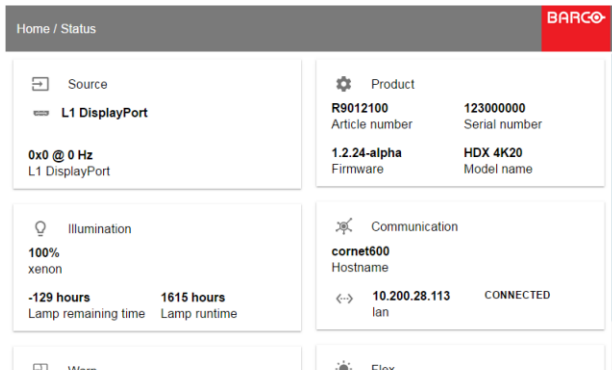 Home / Status
BARCO
Source
L1 DisplayPort
0x0 @ 0 Hz
L1 DisplayPort
Product
R9012100
Article number
123000000
Serial number
1.2.24-alpha
Firmware
HDX 4K20
Model name
Illumination
100%
xenon
-129 hours
Lamp remaining time
1615 hours
Lamp runtime
Communication
cornet600
Hostname
10.200.28.113
lan
CONNECTED
Warp
Flex